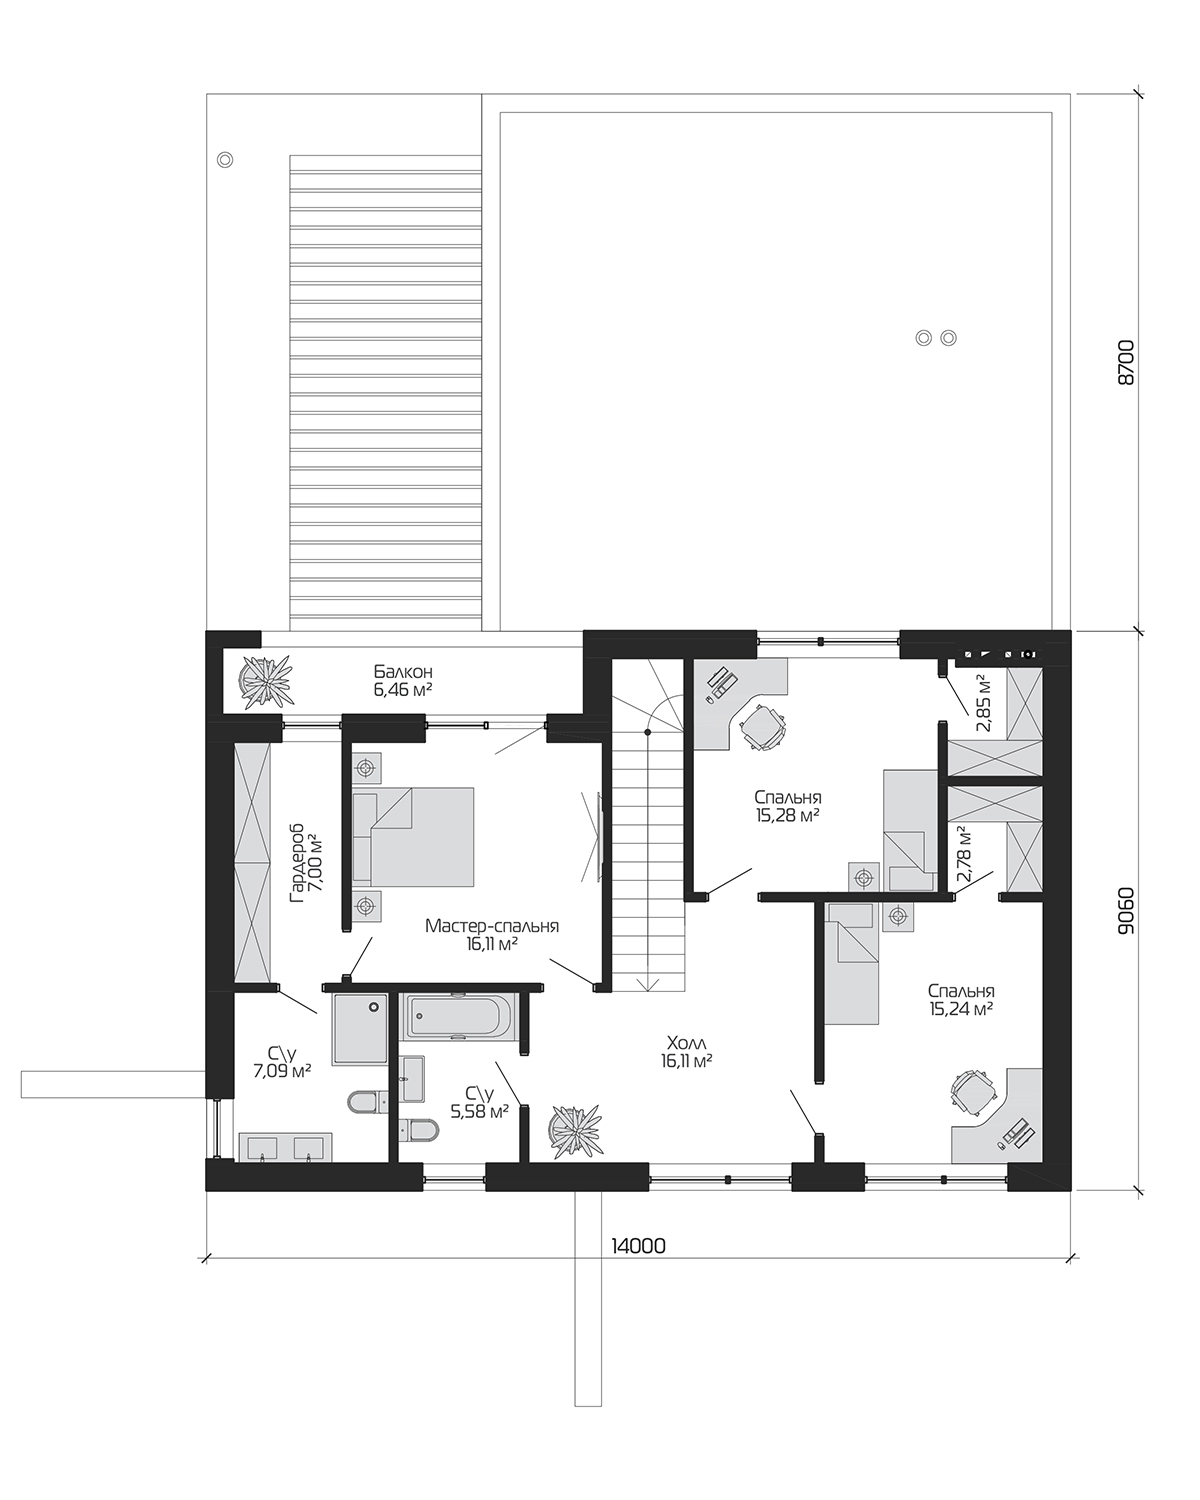 8700
Балкон
6,46 м²
2,85 м²
Спальня
15,28 м²
Гардероб
7,00 м²
2,78 м²
9060
Мастер-спальня
16,11 м²
Спальня
15,24 м²
Холл
16,11 м²
С\у
7,09 м²
С\у
5,58 м²
14000